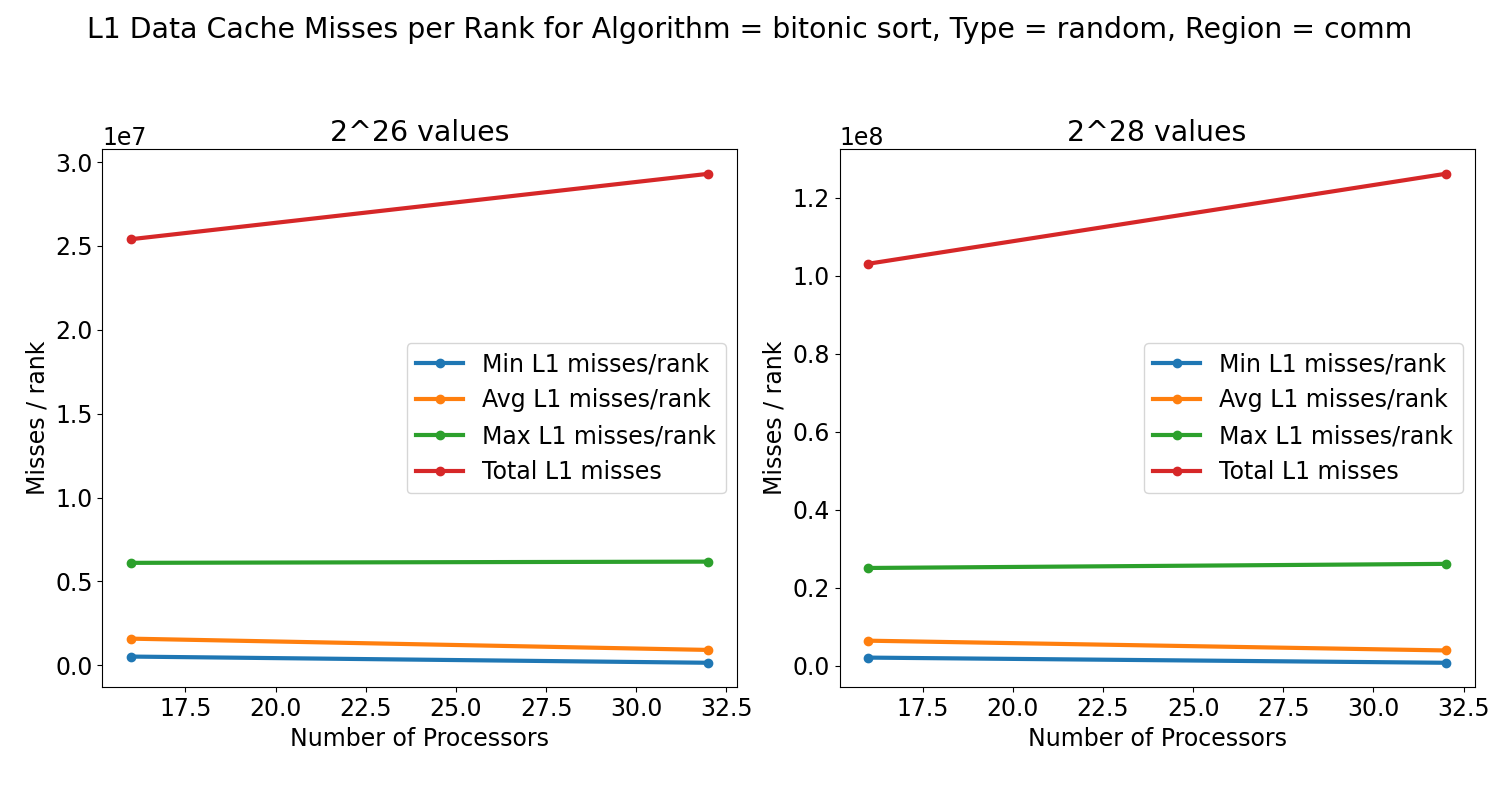 L1 Data Cache Misses per Rank for Algorithm = bitonic sort, Type = random, Region = comm
2^26 values
1e7
3.0
2.5
2.0
1.5
1.0
0.5
0.0
Misses / rank
Min L1 misses/rank
Avg L1 misses/rank
Max L1 misses/rank
Total L1 misses
17.5 20.0 22.5 25.0 27.5 30.0 32.5
Number of Processors
2^28 values
1e8
1.2
1.0
0.8
0.6
0.4
0.2
0.0
Misses / rank
Min L1 misses/rank
Avg L1 misses/rank
Max L1 misses/rank
Total L1 misses
17.5 20.0 22.5 25.0 27.5 30.0 32.5
Number of Processors